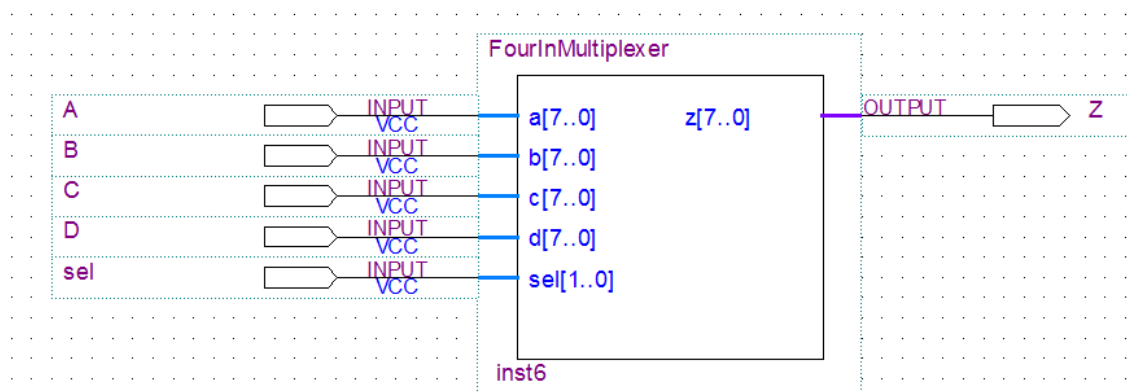 FourInMultiplexer
A INPUT VCC a[7..0] z[7..0] OUTPUT Z
B INPUT VCC b[7..0]
C INPUT VCC c[7..0]
D INPUT VCC d[7..0]
sel INPUT VCC sel[1..0]
inst6